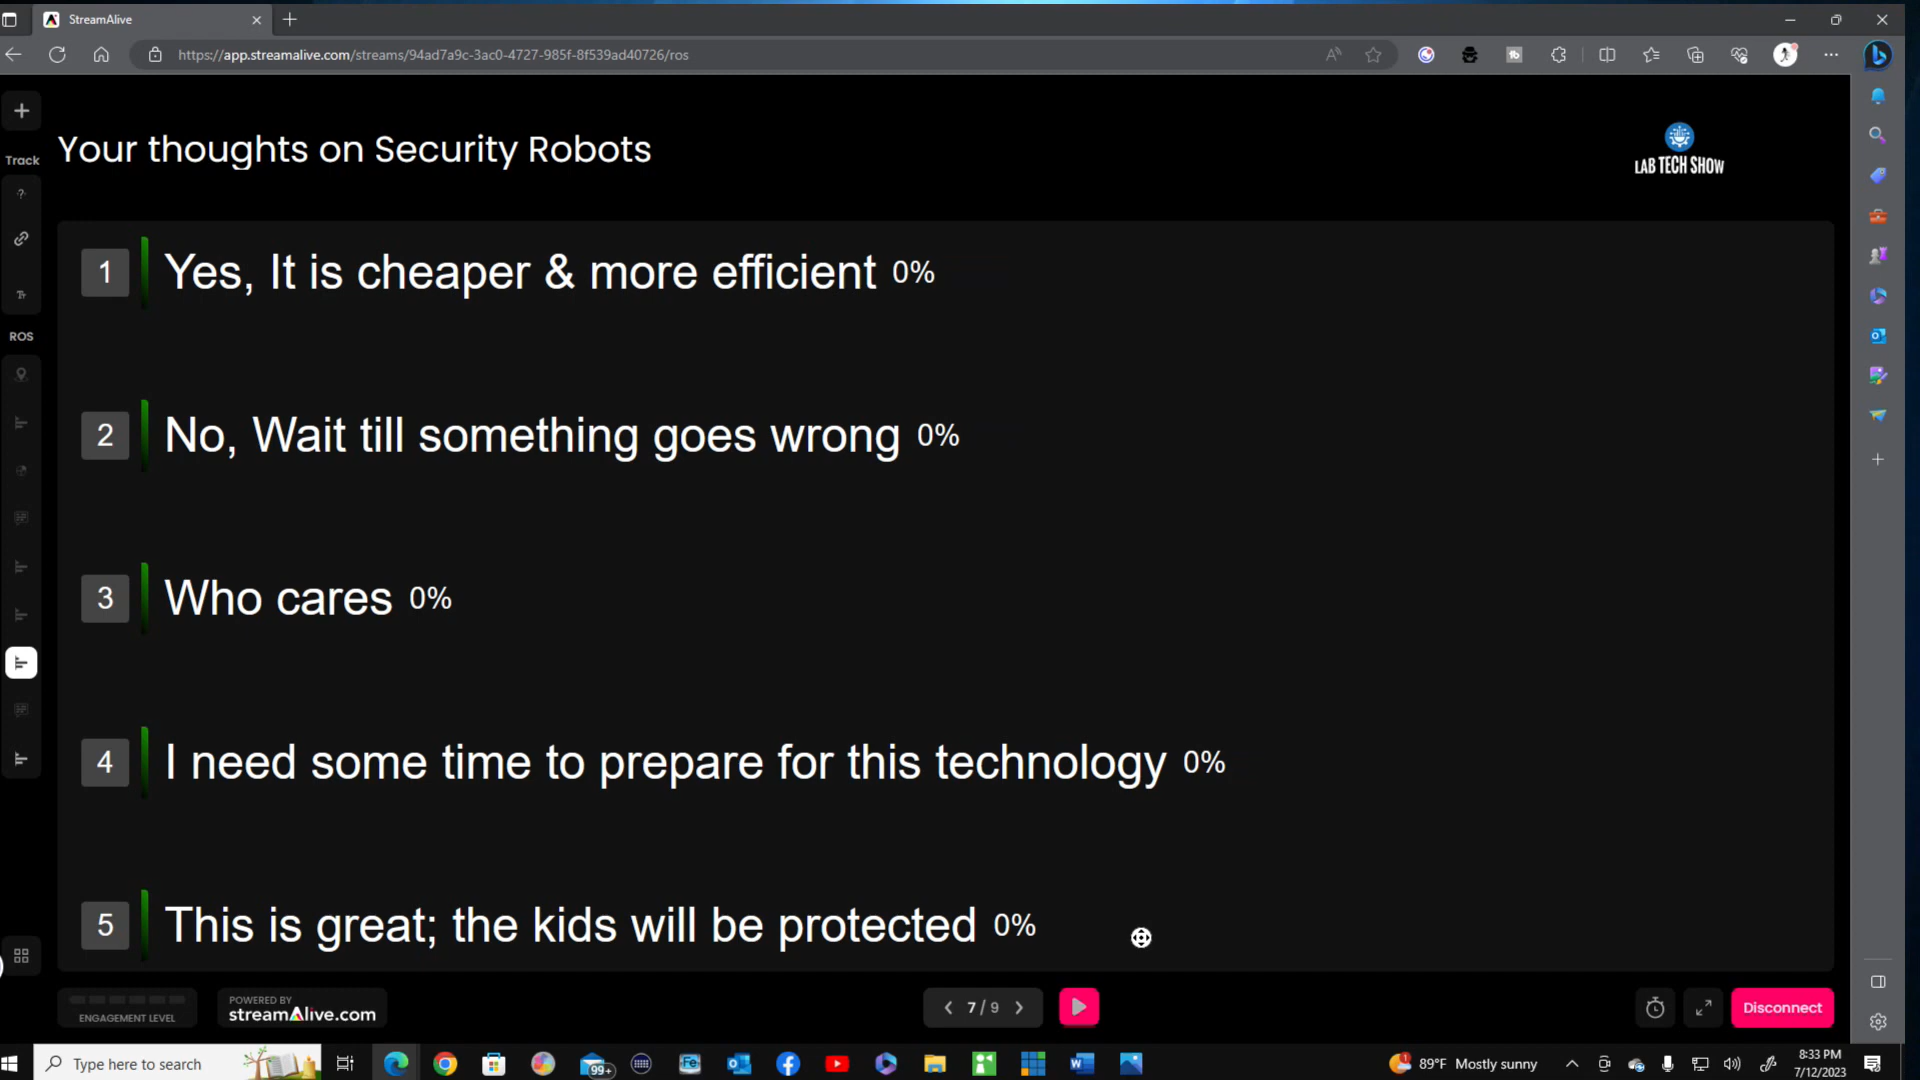 StreamAlive
https://app.streamalive.com/streams/94ad7a9c-3ac0-4727-985f-8f539ad40726/ros
Track
ROS
Your thoughts on Security Robots
LAB TECH SHOW
1 Yes, It is cheaper & more efficient 0%
2 No, Wait till something goes wrong 0%
3 Who cares 0%
4 I need some time to prepare for this technology 0%
5 This is great; the kids will be protected 0%
ENGAGEMENT LEVEL
POWERED BY
streamAlive.com
7 / 9
Disconnect
Type here to search
99+
89°F Mostly sunny
8:33 PM
7/12/2023